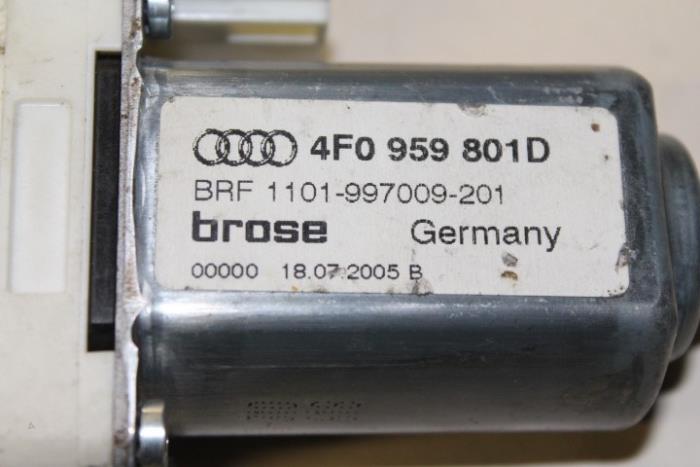 4F0 959 801D
BRF 1101-997009-201
brose Germany
00000 18.07.2005 B